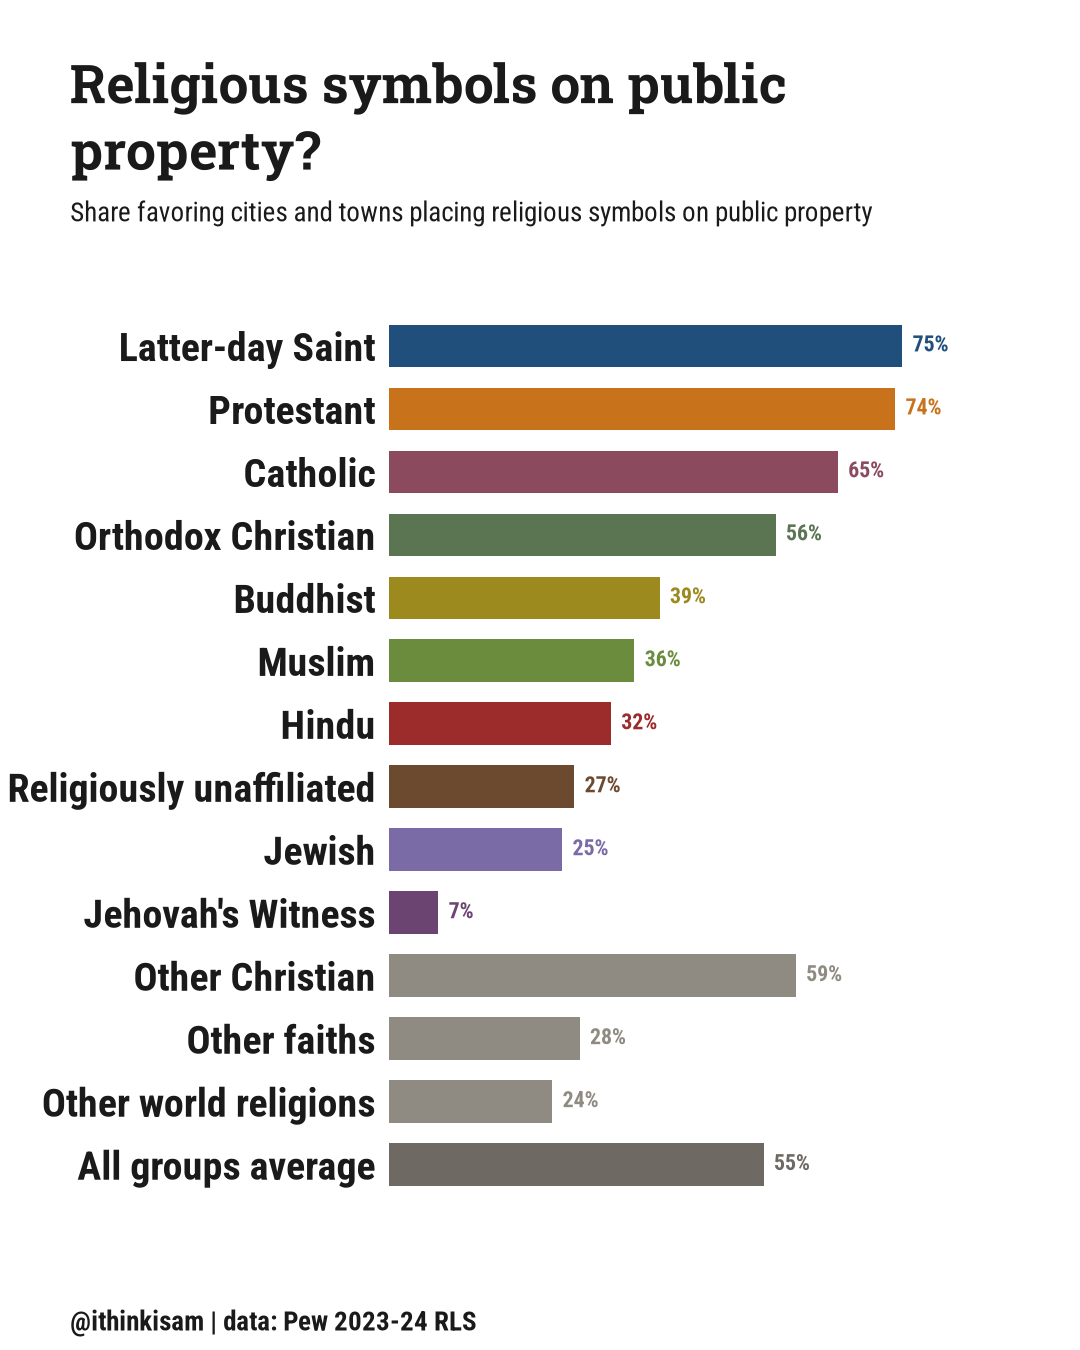 Religious symbols on public
property?
Share favoring cities and towns placing religious symbols on public property
Latter-day Saint 75%
Protestant 74%
Catholic 65%
Orthodox Christian 56%
Buddhist 39%
Muslim 36%
Hindu 32%
Religiously unaffiliated 27%
Jewish 25%
Jehovah's Witness 7%
Other Christian 59%
Other faiths 28%
Other world religions 24%
All groups average 55%
@ithinkisam | data: Pew 2023-24 RLS